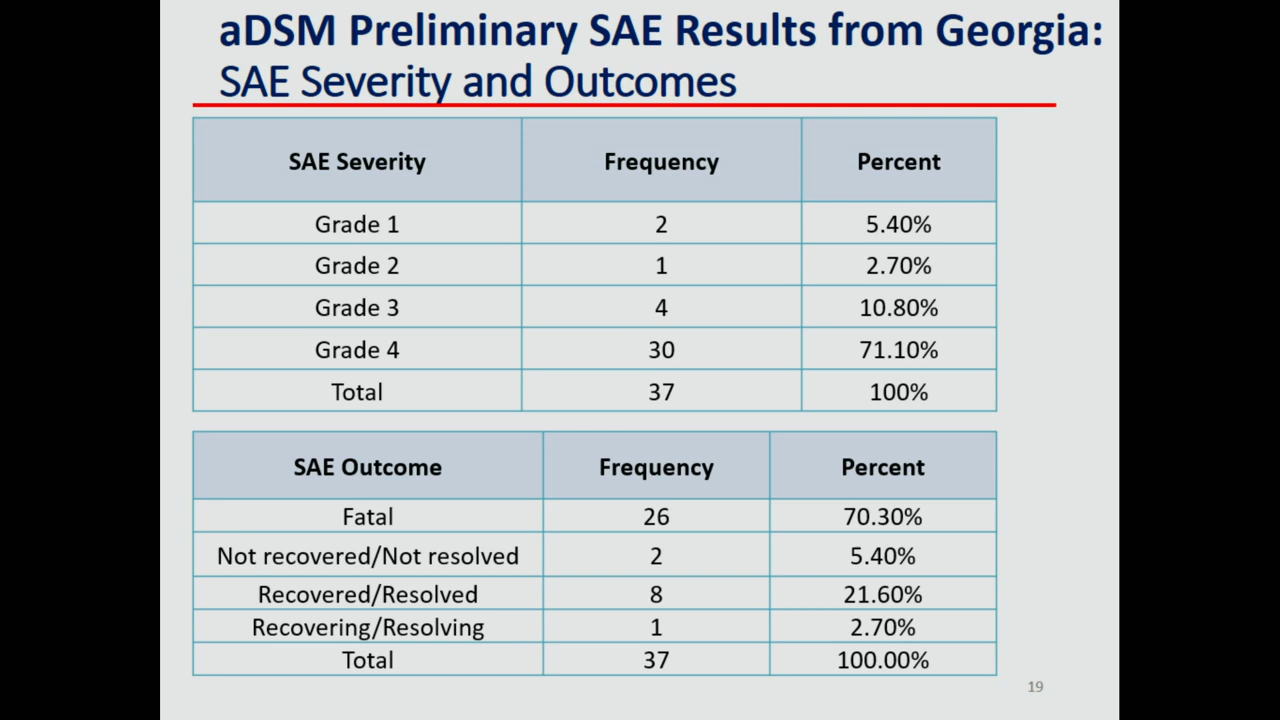 aDSM Preliminary SAE Results from Georgia:
SAE Severity and Outcomes
SAE Severity Frequency Percent
Grade 1 2 5.40%
Grade 2 1 2.70%
Grade 3 4 10.80%
Grade 4 30 71.10%
Total 37 100%
SAE Outcome Frequency Percent
Fatal 26 70.30%
Not recovered/Not resolved 2 5.40%
Recovered/Resolved 8 21.60%
Recovering/Resolving 1 2.70%
Total 37 100.00%
19